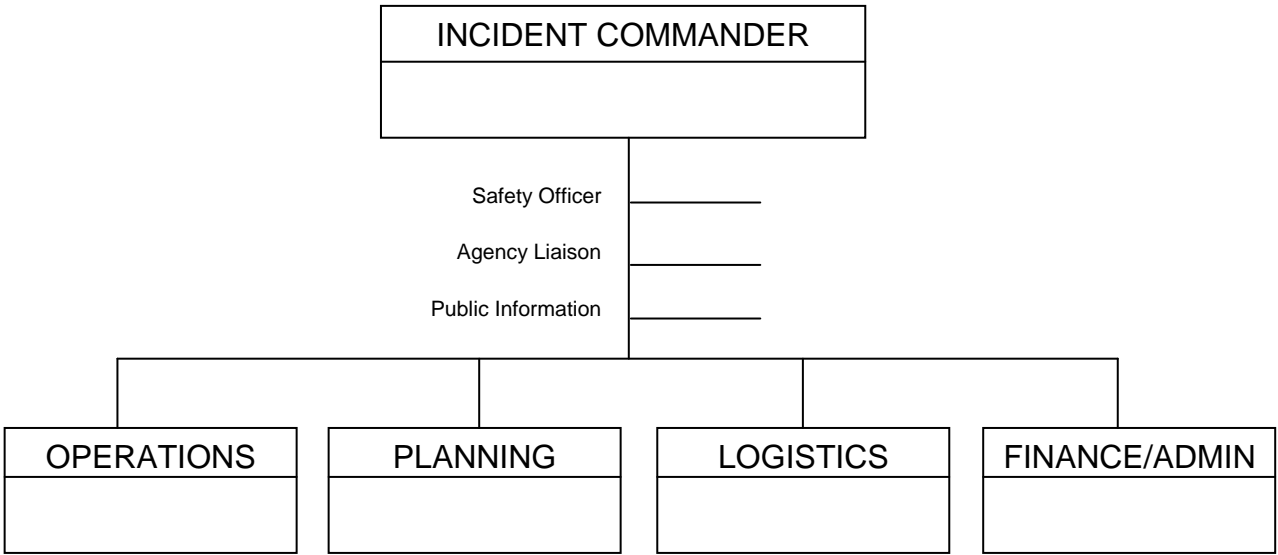 INCIDENT COMMANDER
Safety Officer
Agency Liaison
Public Information
OPERATIONS
PLANNING
LOGISTICS
FINANCE/ADMIN